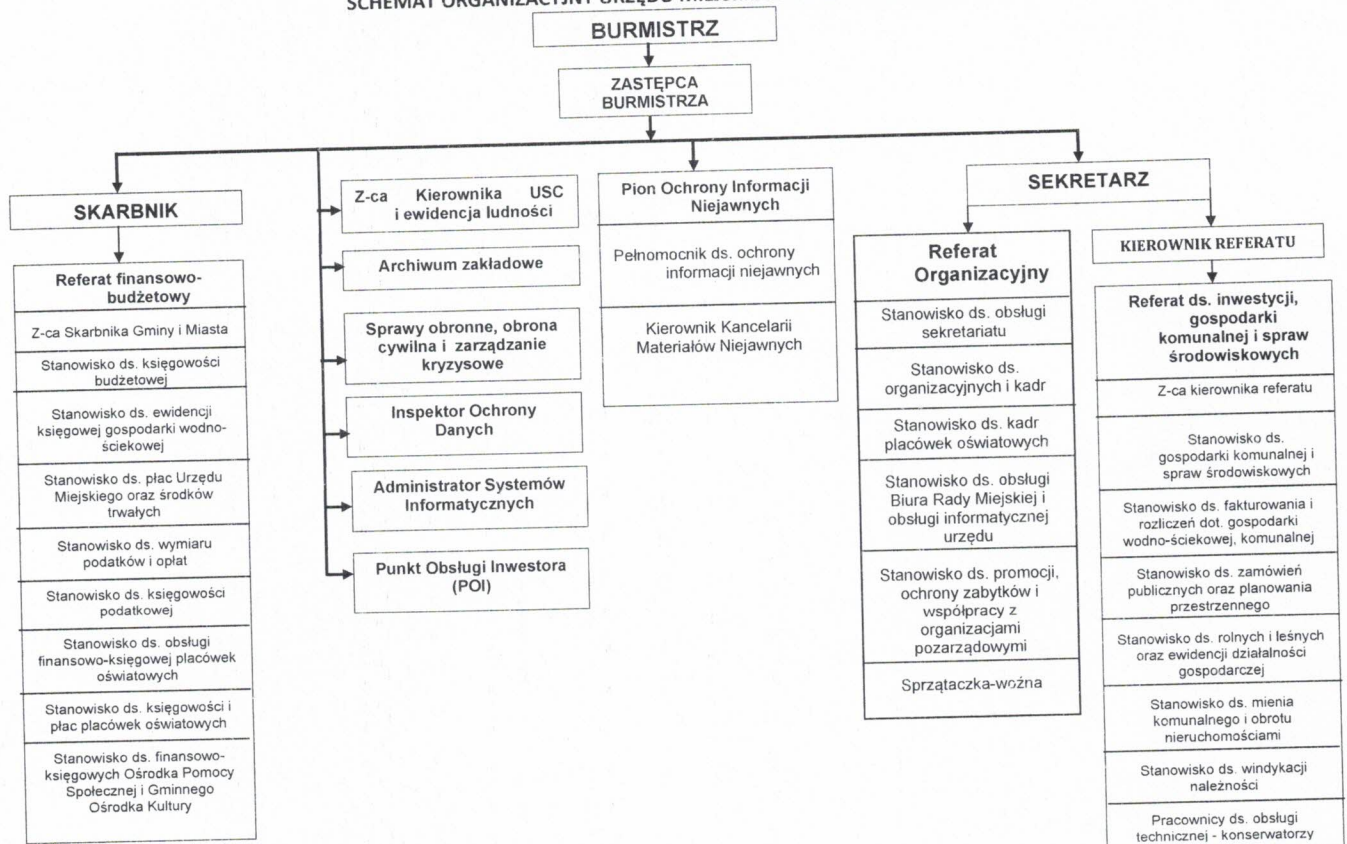 SCHEMAT ORGANIZACYJNY URZĘDU
BURMISTRZ
ZASTĘPCA
BURMISTRZA
SKARBNIK
Referat finansowo-
budżetowy
Z-ca Skarbnika Gminy i Miasta
Stanowisko ds. księgowości
budżetowej
Stanowisko ds. ewidencji
księgowej gospodarki wodno-
ściekowej
Stanowisko ds. płac Urzędu
Miejskiego oraz środków
trwałych
Stanowisko ds. wymiaru
podatków i opłat
Stanowisko ds. księgowości
podatkowej
Stanowisko ds. obsługi
finansowo-księgowej placówek
oświatowych
Stanowisko ds. księgowości i
płac placówek oświatowych
Stanowisko ds. finansowo-
księgowych Ośrodka Pomocy
Społecznej i Gminnego
Ośrodka Kultury
Z-ca Kierownika USC
i ewidencja ludności
Archiwum zakładowe
Sprawy obronne, obrona
cywilna i zarządzanie
kryzysowe
Inspektor Ochrony
Danych
Administrator Systemów
Informatycznych
Punkt Obsługi Inwestora
(POI)
Pion Ochrony Informacji
Niejawnych
Pełnomocnik ds. ochrony
informacji niejawnych
Kierownik Kancelarii
Materiałów Niejawnych
SEKRETARZ
Referat
Organizacyjny
Stanowisko ds. obsługi
sekretariatu
Stanowisko ds.
organizacyjnych i kadr
Stanowisko ds. kadr
placówek oświatowych
Stanowisko ds. obsługi
Biura Rady Miejskiej i
obsługi informatycznej
urzędu
Stanowisko ds. promocji,
ochrony zabytków i
współpracy z
organizacjami
pozarządowymi
Sprzątaczka-woźna
KIEROWNIK REFERATU
Referat ds. inwestycji,
gospodarki
komunalnej i spraw
środowiskowych
Z-ca kierownika referatu
Stanowisko ds.
gospodarki komunalnej i
spraw środowiskowych
Stanowisko ds. fakturowania i
rozliczeń dot. gospodarki
wodno-ściekowej, komunalnej
Stanowisko ds. zamówień
publicznych oraz planowania
przestrzennego
Stanowisko ds. rolnych i leśnych
oraz ewidencji działalności
gospodarczej
Stanowisko ds. mienia
komunalnego i obrotu
nieruchomościami
Stanowisko ds. windykacji
należności
Pracownicy ds. obsługi
technicznej - konserwatorzy